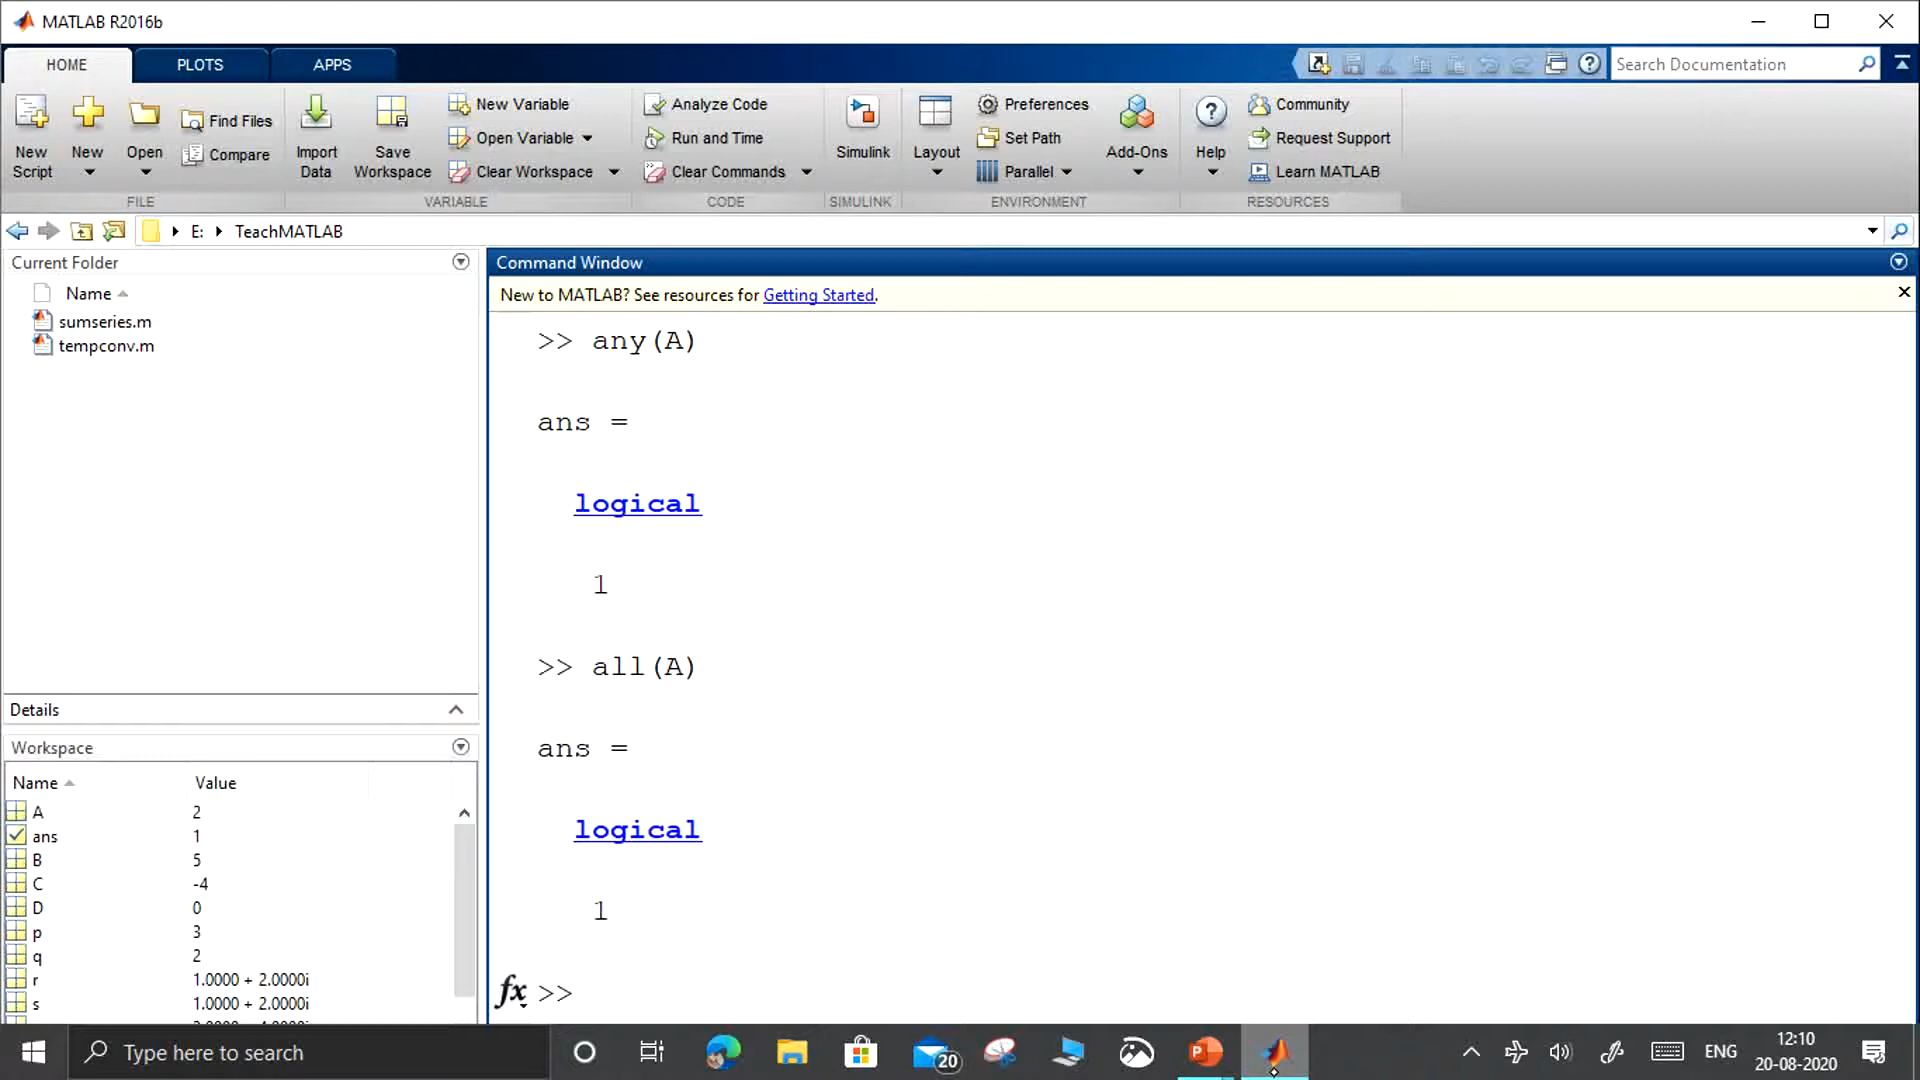 MATLAB R2016b
HOME
PLOTS
APPS
Search Documentation
New Script
New
Open
Find Files
Compare
Import Data
Save Workspace
New Variable
Open Variable
Clear Workspace
Analyze Code
Run and Time
Clear Commands
Simulink
Layout
Preferences
Set Path
Parallel
Add-Ons
Help
Community
Request Support
Learn MATLAB
FILE
VARIABLE
CODE
SIMULINK
ENVIRONMENT
RESOURCES
E: TeachMATLAB
Current Folder
Name
sumseries.m
tempconv.m
Details
Workspace
Name Value
A 2
ans 1
B 5
C -4
D 0
p 3
q 2
r 1.0000 + 2.0000i
s 1.0000 + 2.0000i
Command Window
New to MATLAB? See resources for Getting Started.
>> any(A)
ans =
logical
1
>> all(A)
ans =
logical
1
fx >>
Type here to search
20
ENG
12:10
20-08-2020